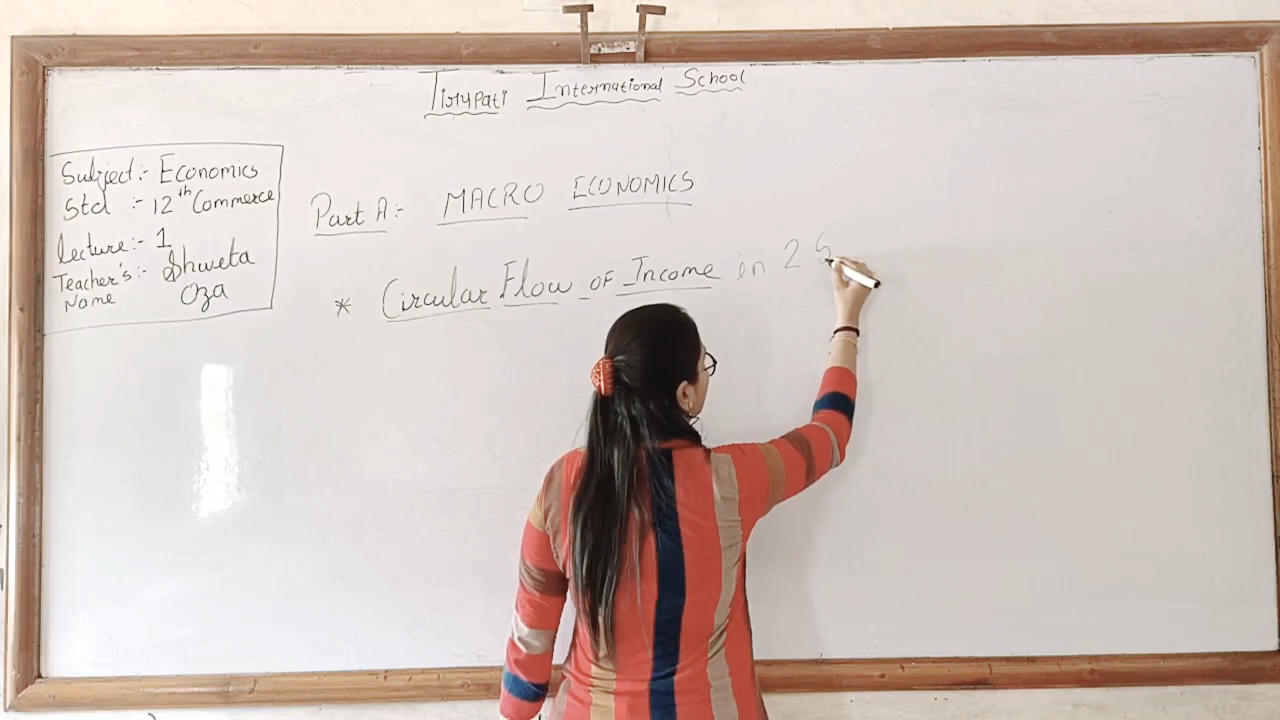 Tirupati International School
Subject:- Economics
Std :- 12th Commerce
lecture:- 1
Teacher's:- Shweta
Name Oza
Part A:- MACRO ECONOMICS
* Circular Flow of Income in 2 S